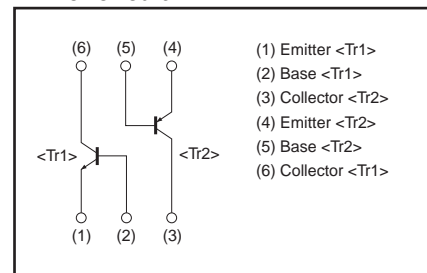 (6) (5) (4)
(1) Emitter <Tr1>
(2) Base <Tr1>
(3) Collector <Tr2>
(4) Emitter <Tr2>
(5) Base <Tr2>
(6) Collector <Tr1>
<Tr1> <Tr2>
(1) (2) (3)